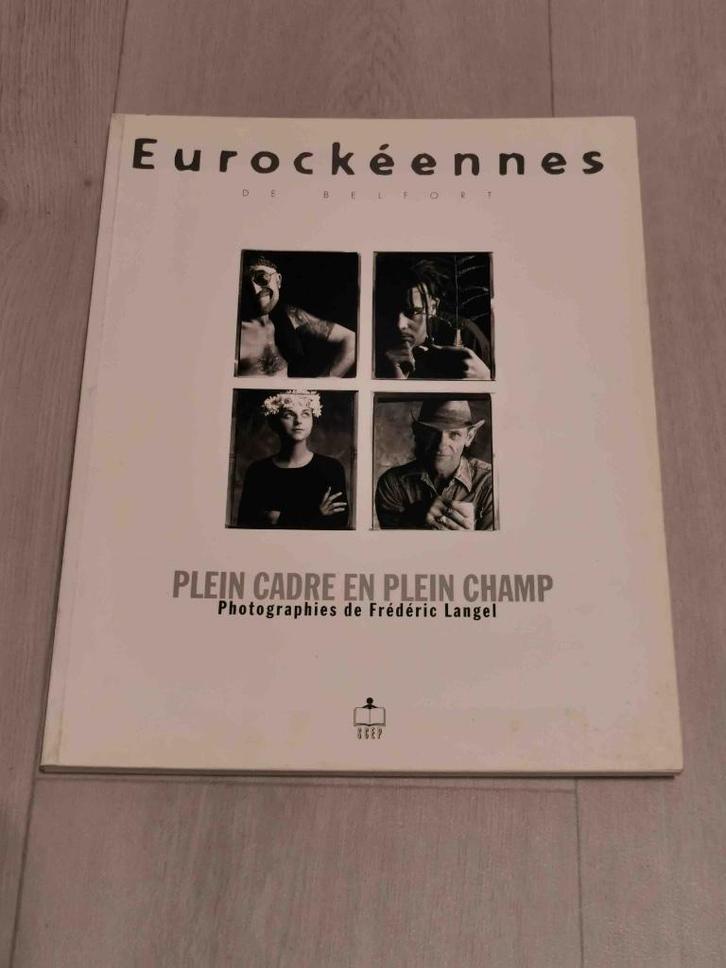 Eurockéennes
DE BELFORT
PLEIN CADRE EN PLEIN CHAMP
Photographies de Frédéric Langel
SCEP